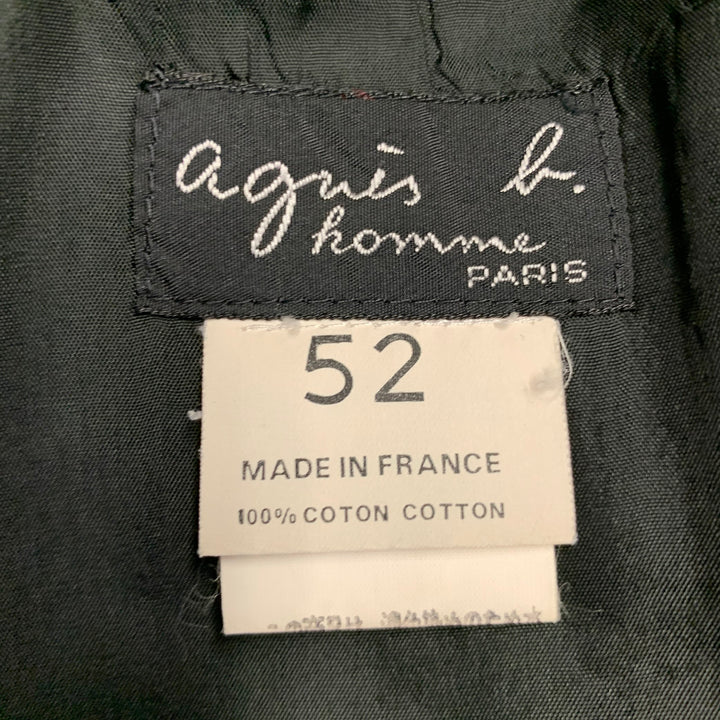 agnès b.
homme
PARIS
52
MADE IN FRANCE
100% COTON COTTON